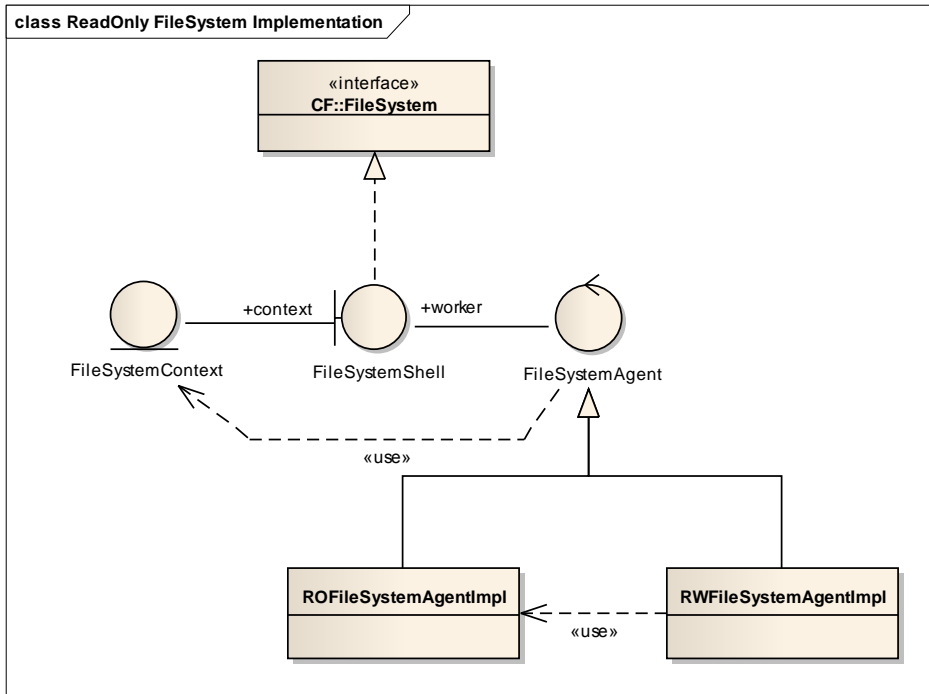 class ReadOnly FileSystem Implementation
«interface»
CF::FileSystem
+context
+worker
FileSystemContext
FileSystemShell
FileSystemAgent
«use»
ROFileSystemAgentImpl
RWFileSystemAgentImpl
«use»